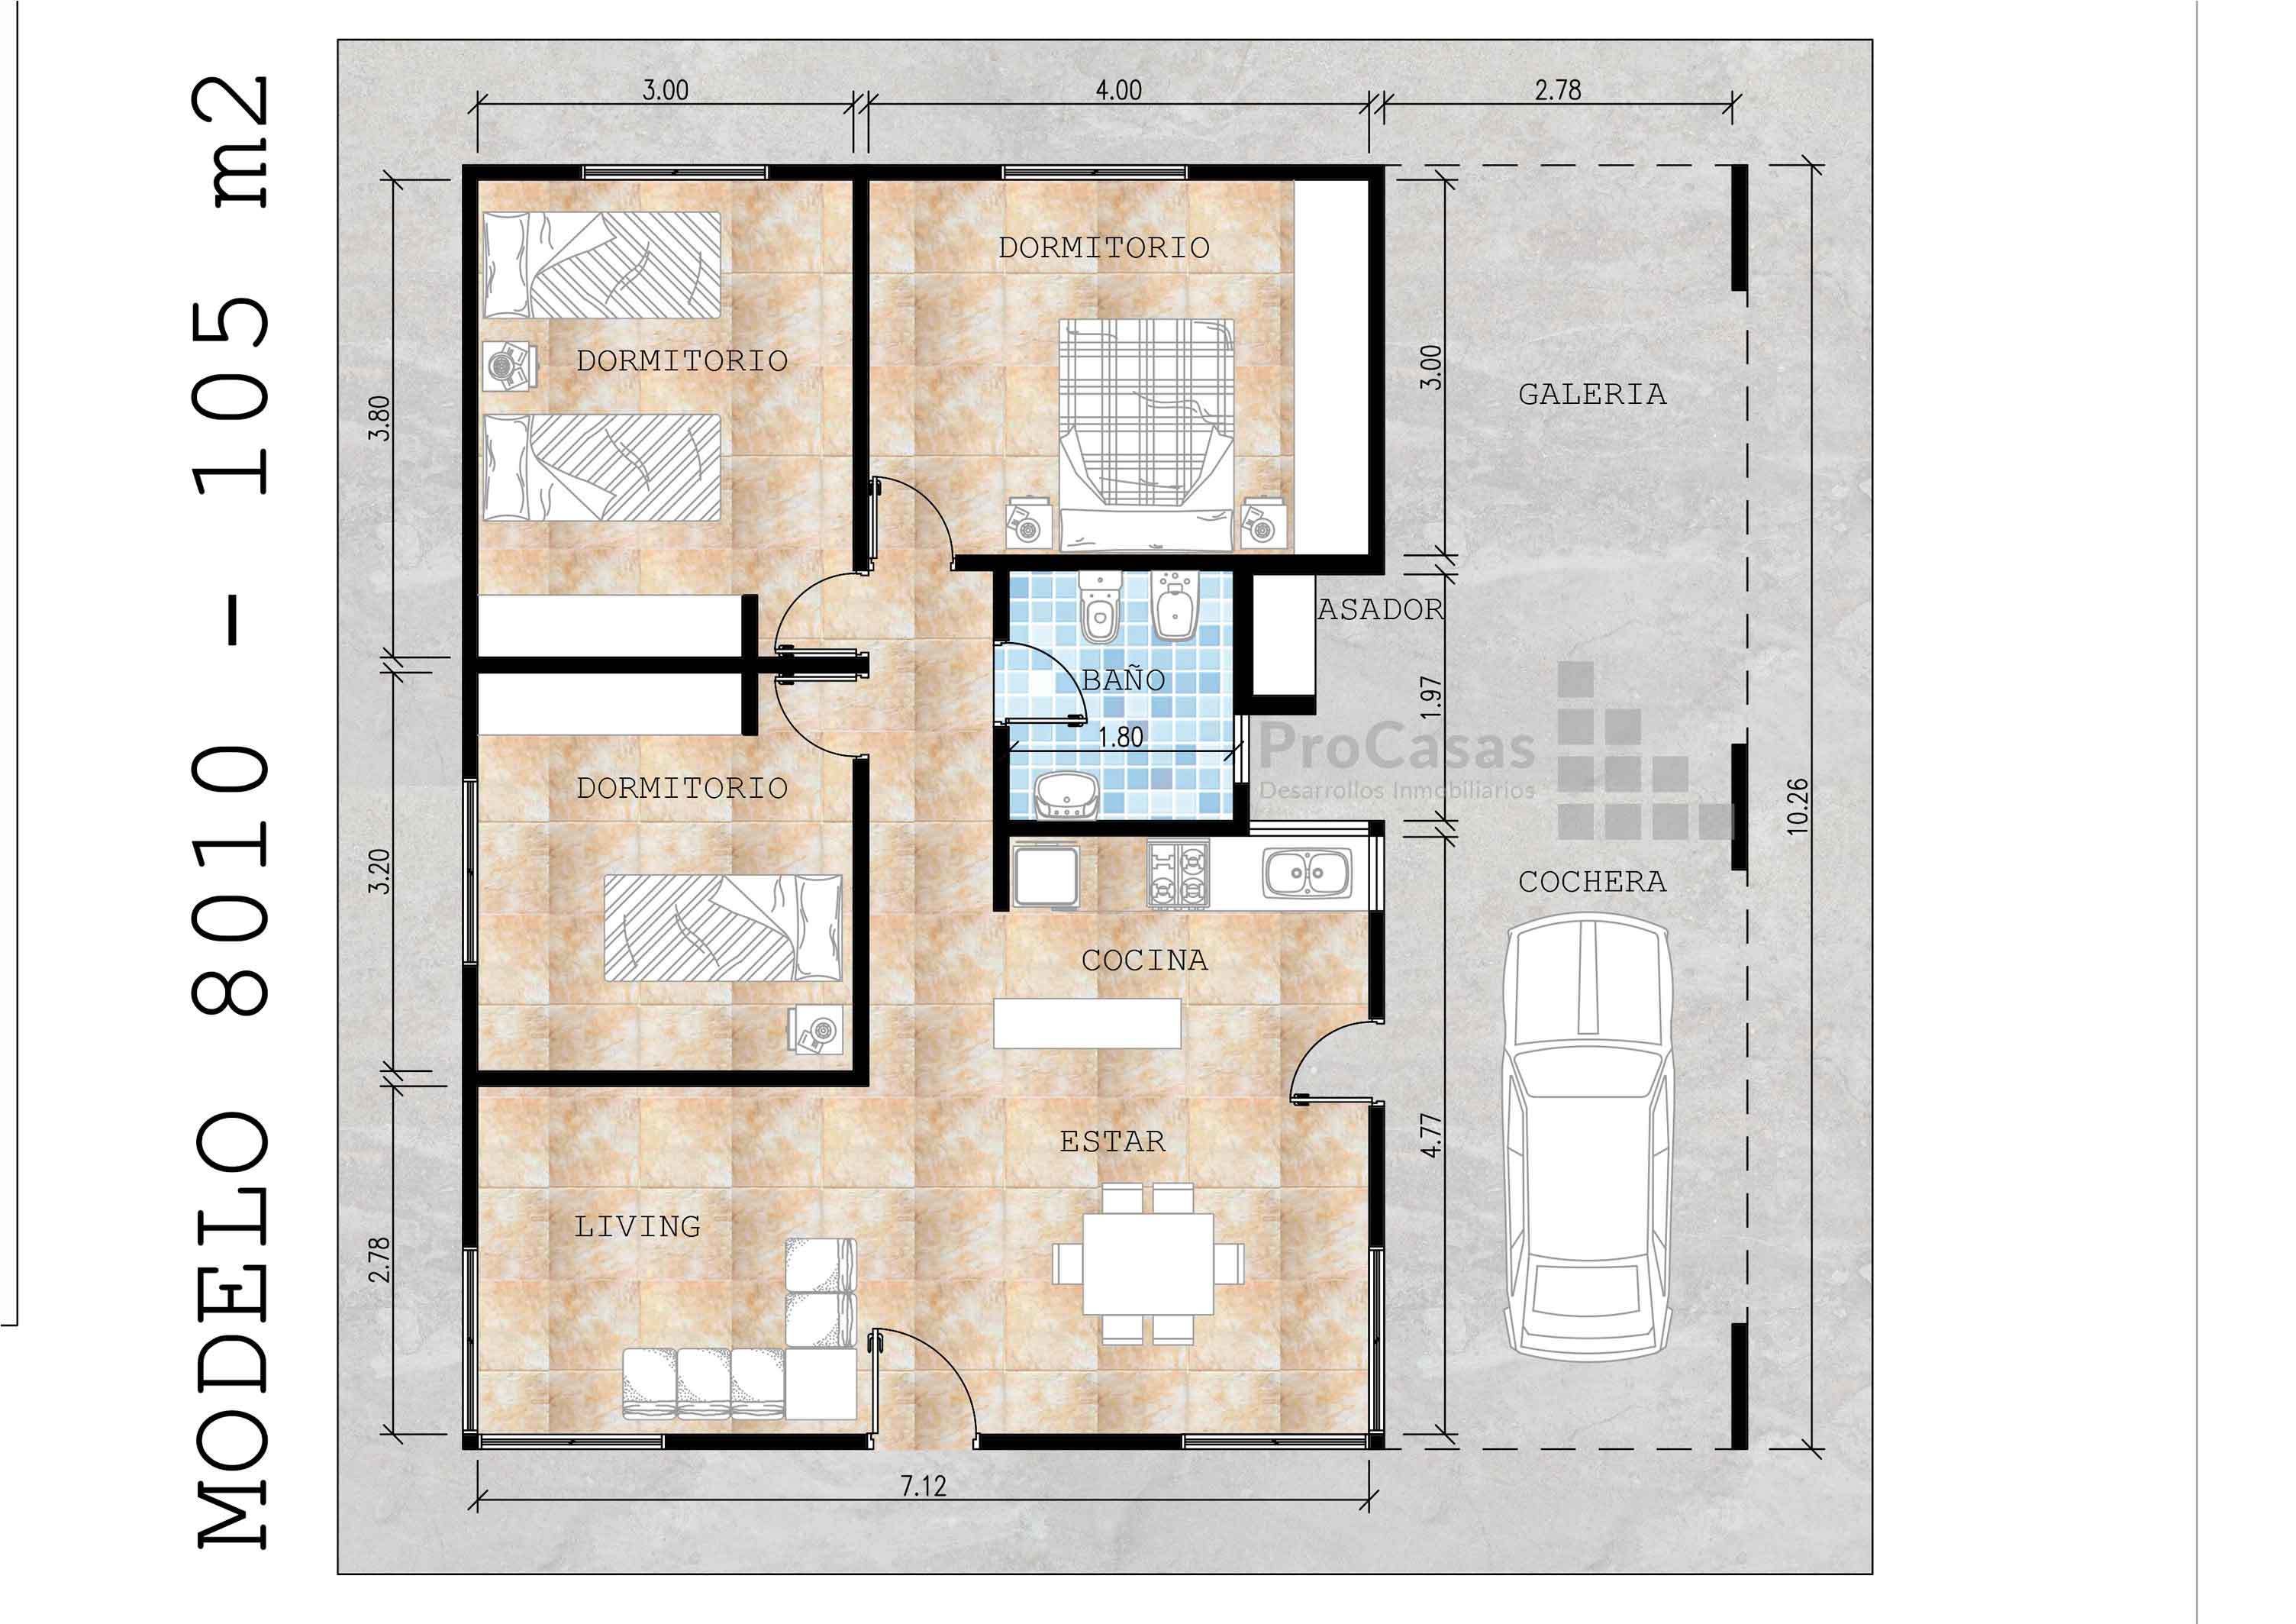 MODELO 8010 - 105 m2
3.00
4.00
2.78
DORMITORIO
DORMITORIO
3.80
3.00
GALERIA
ASADOR
BAÑO
1.80
1.97
ProCasas
Desarrollos Inmobiliarios
DORMITORIO
3.20
10.26
COCHERA
COCINA
ESTAR
4.77
LIVING
2.78
7.12